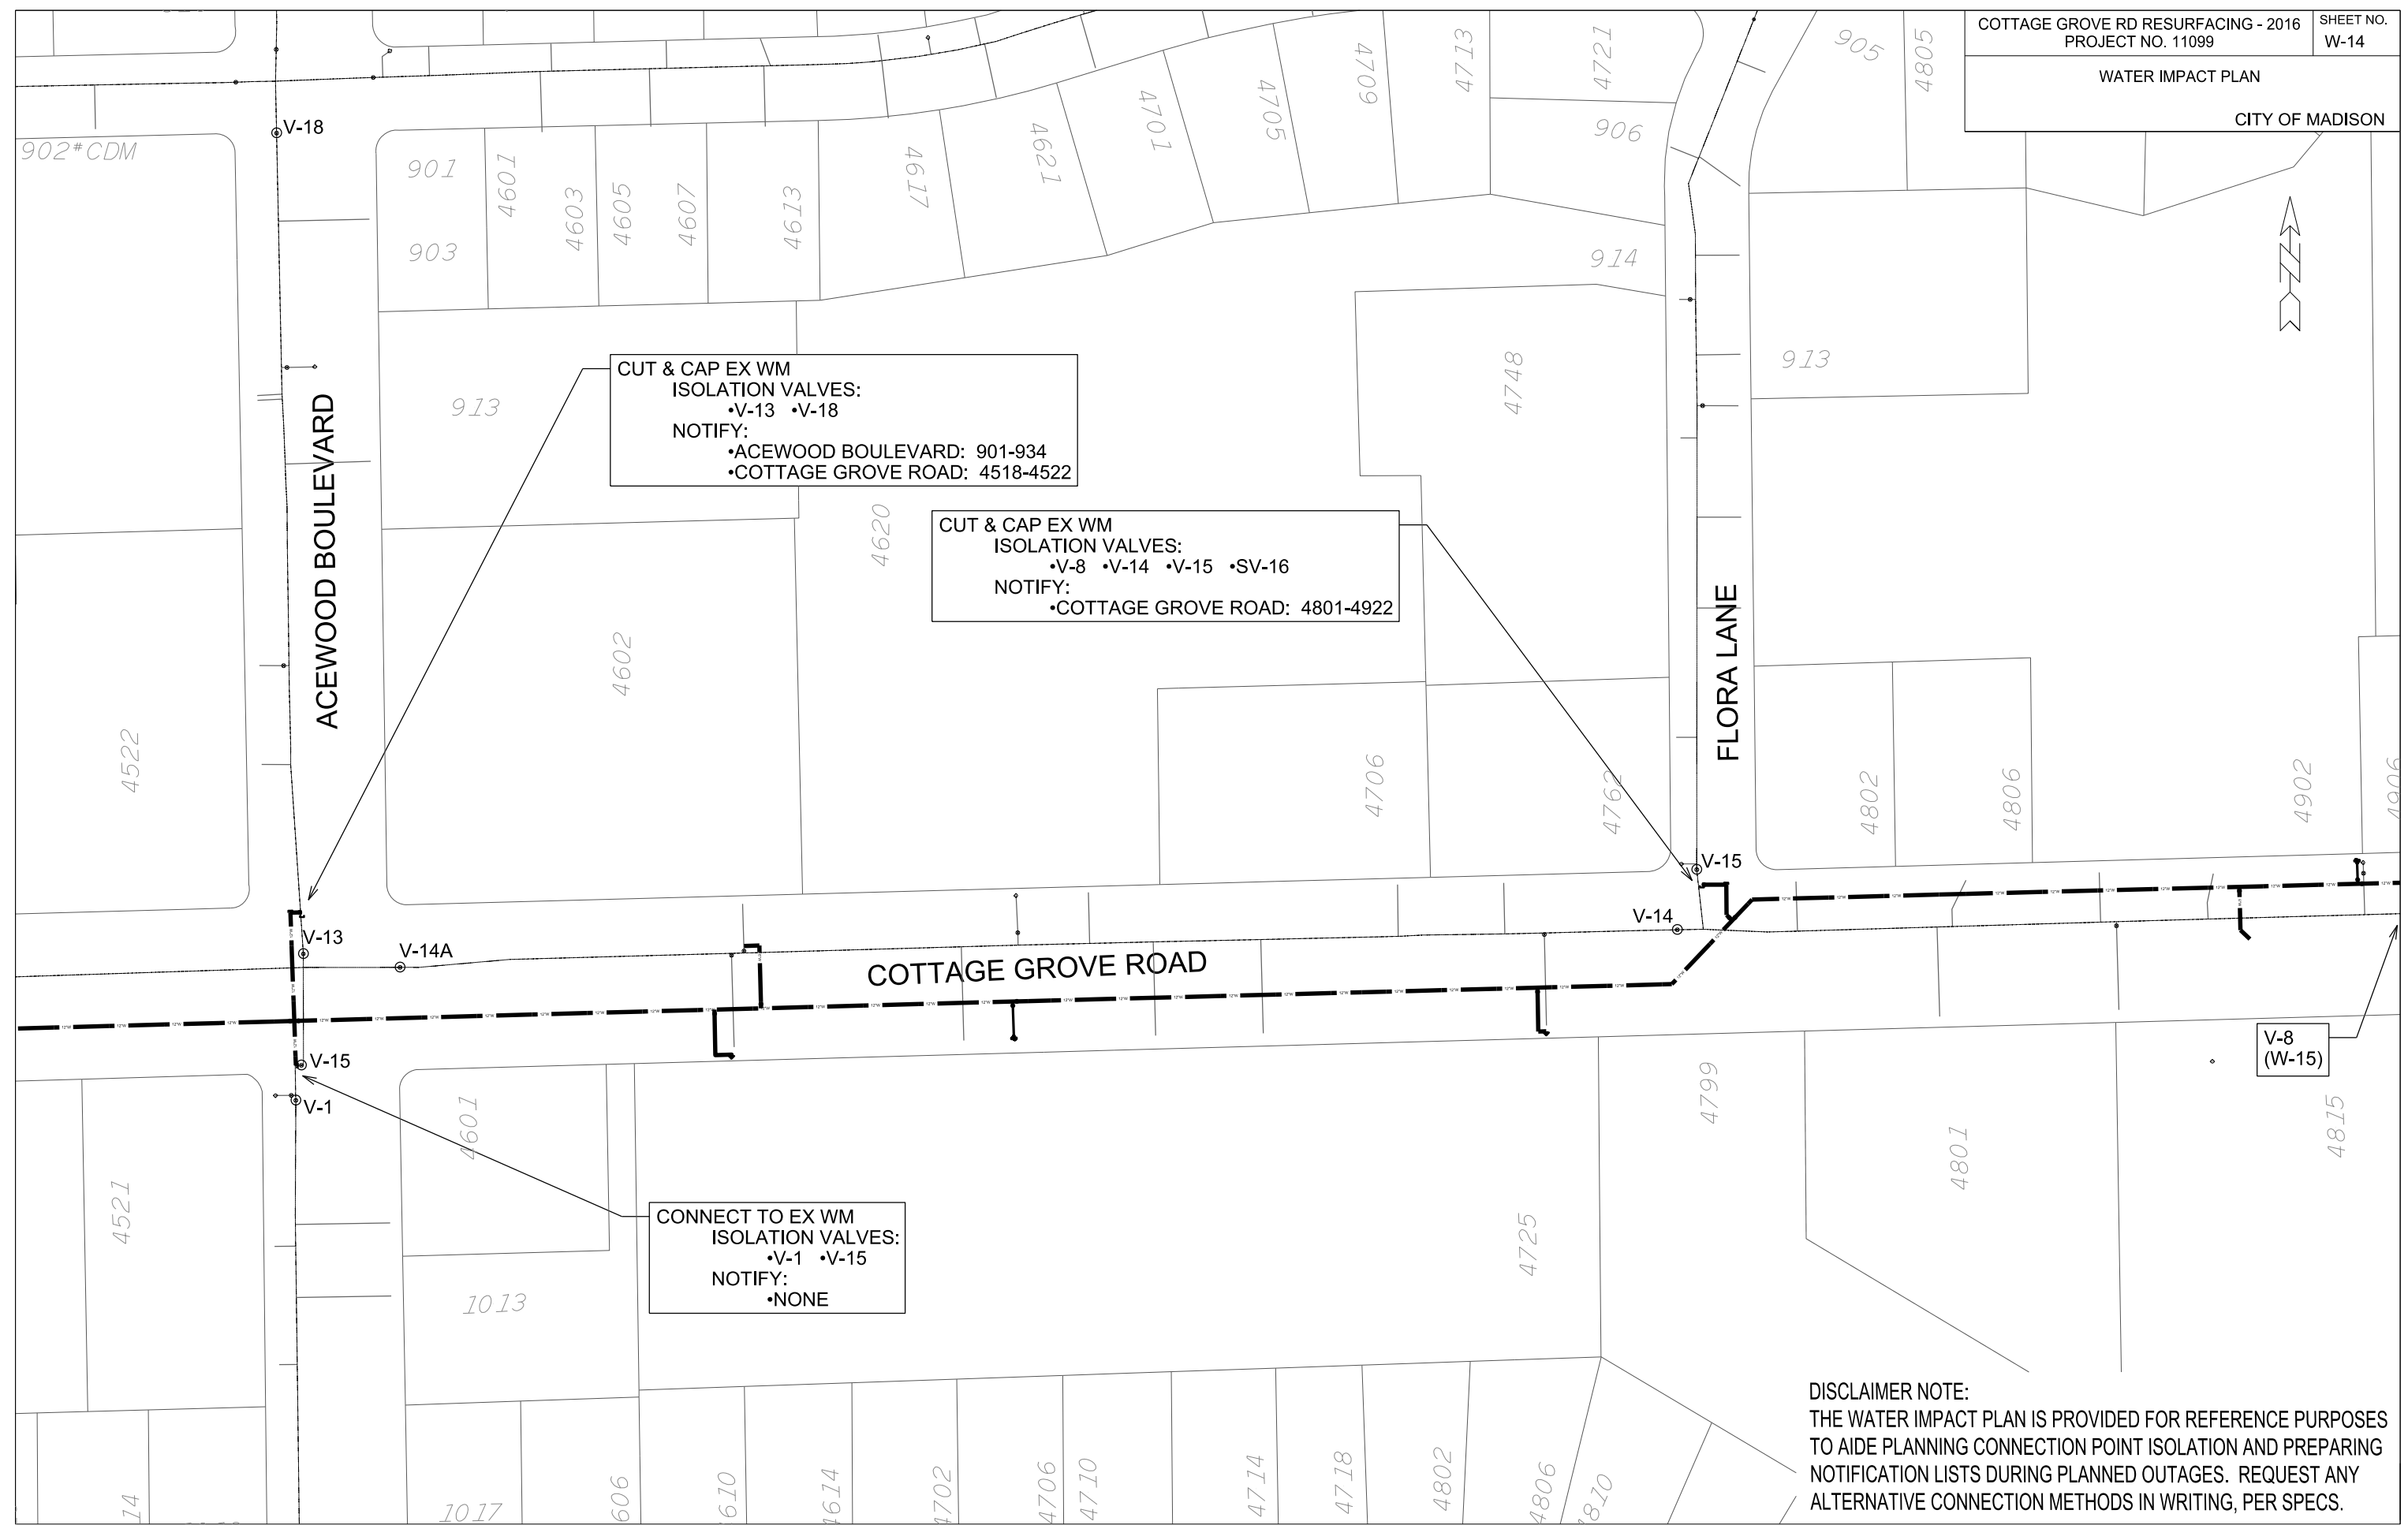 COTTAGE GROVE RD RESURFACING - 2016
PROJECT NO. 11099
SHEET NO.
W-14
WATER IMPACT PLAN
CITY OF MADISON
V-18
902*CDM
901
903
4601
4603
4605
4607
4613
4617
4621
4701
4705
4709
4713
4721
906
905
4805
914
913
N
CUT & CAP EX WM
ISOLATION VALVES:
•V-13 •V-18
NOTIFY:
•ACEWOOD BOULEVARD: 901-934
•COTTAGE GROVE ROAD: 4518-4522
913
4748
CUT & CAP EX WM
ISOLATION VALVES:
•V-8 •V-14 •V-15 •SV-16
NOTIFY:
•COTTAGE GROVE ROAD: 4801-4922
ACEWOOD BOULEVARD
4620
4602
FLORA LANE
4522
4706
4762
4802
4806
4902
4906
V-15
V-14
V-13
V-14A
COTTAGE GROVE ROAD
V-15
V-1
V-8
(W-15)
4601
4521
4799
4801
4815
4725
CONNECT TO EX WM
ISOLATION VALVES:
•V-1 •V-15
NOTIFY:
•NONE
1013
DISCLAIMER NOTE:
THE WATER IMPACT PLAN IS PROVIDED FOR REFERENCE PURPOSES
TO AIDE PLANNING CONNECTION POINT ISOLATION AND PREPARING
NOTIFICATION LISTS DURING PLANNED OUTAGES. REQUEST ANY
ALTERNATIVE CONNECTION METHODS IN WRITING, PER SPECS.
14
1017
606
610
4614
4702
4706
4710
4714
4718
4802
4806
4810